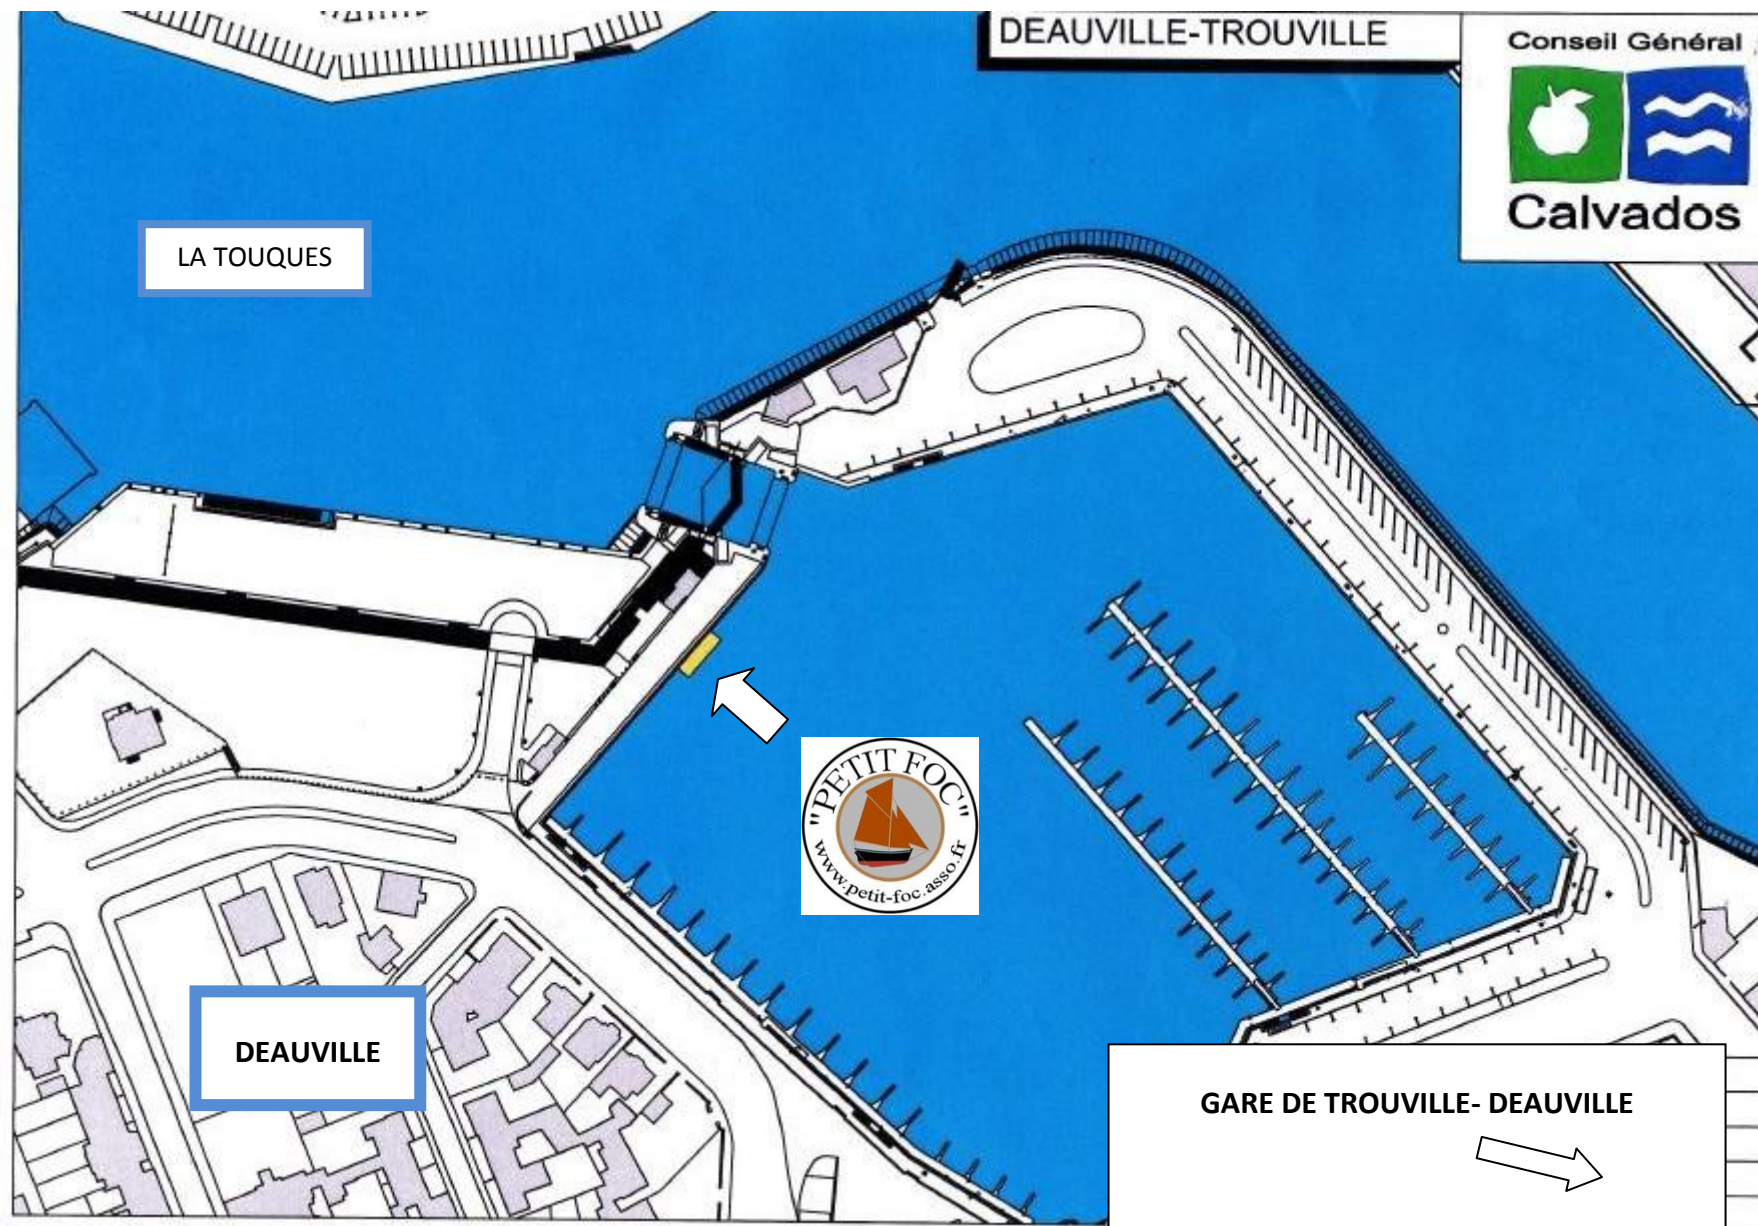 DEAUVILLE-TROUVILLE
Conseil Général
Calvados
LA TOUQUES
"PETIT FOC"
www.petit-foc.asso.fr
DEAUVILLE
GARE DE TROUVILLE- DEAUVILLE